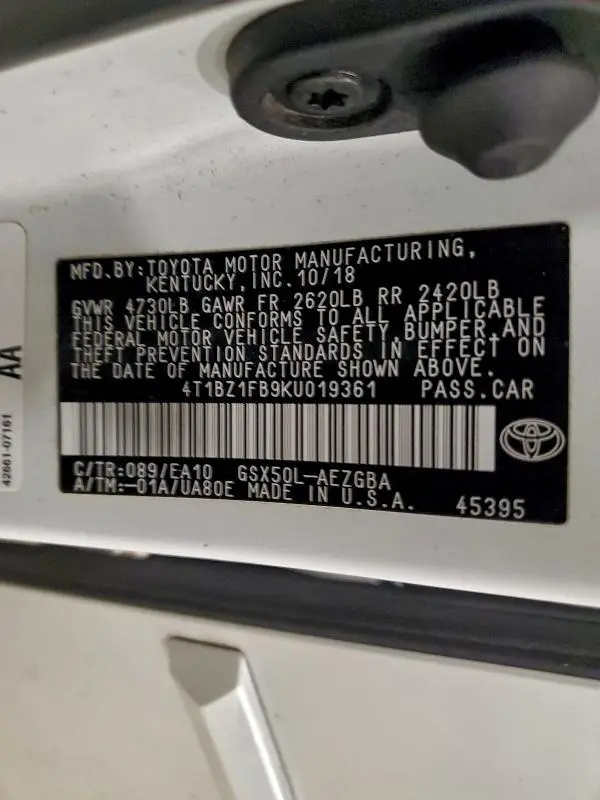 MFD.BY:TOYOTA MOTOR MANUFACTURING,
KENTUCKY,INC.10/18
GVWR 4730LB GAWR FR 2620LB RR 2420LB
THIS VEHICLE CONFORMS TO ALL APPLICABLE
FEDERAL MOTOR VEHICLE SAFETY,BUMPER,AND
THEFT PREVENTION STANDARDS IN EFFECT ON
THE DATE OF MANUFACTURE SHOWN ABOVE.
4T1BZ1FB9KU019361 PASS.CAR
C/TR:089/EA10 GSX50L-AEZGBA
A/TM:-01A/UA80E MADE IN U.S.A. 45395
AA
42661-07161